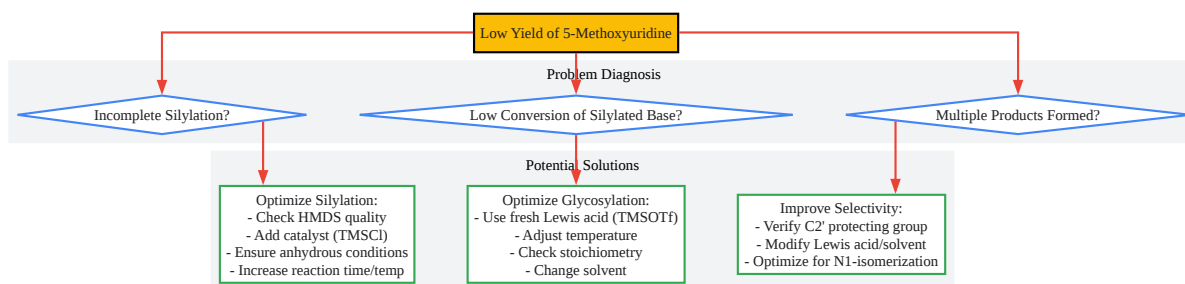 Low Yield of 5-Methoxyuridine
Problem Diagnosis
Incomplete Silylation?
Low Conversion of Silylated Base?
Multiple Products Formed?
Potential Solutions
Optimize Silylation:
- Check HMDS quality
- Add catalyst (TMSCl)
- Ensure anhydrous conditions
- Increase reaction time/temp
Optimize Glycosylation:
- Use fresh Lewis acid (TMSOTf)
- Adjust temperature
- Check stoichiometry
- Change solvent
Improve Selectivity:
- Verify C2' protecting group
- Modify Lewis acid/solvent
- Optimize for N1-isomerization